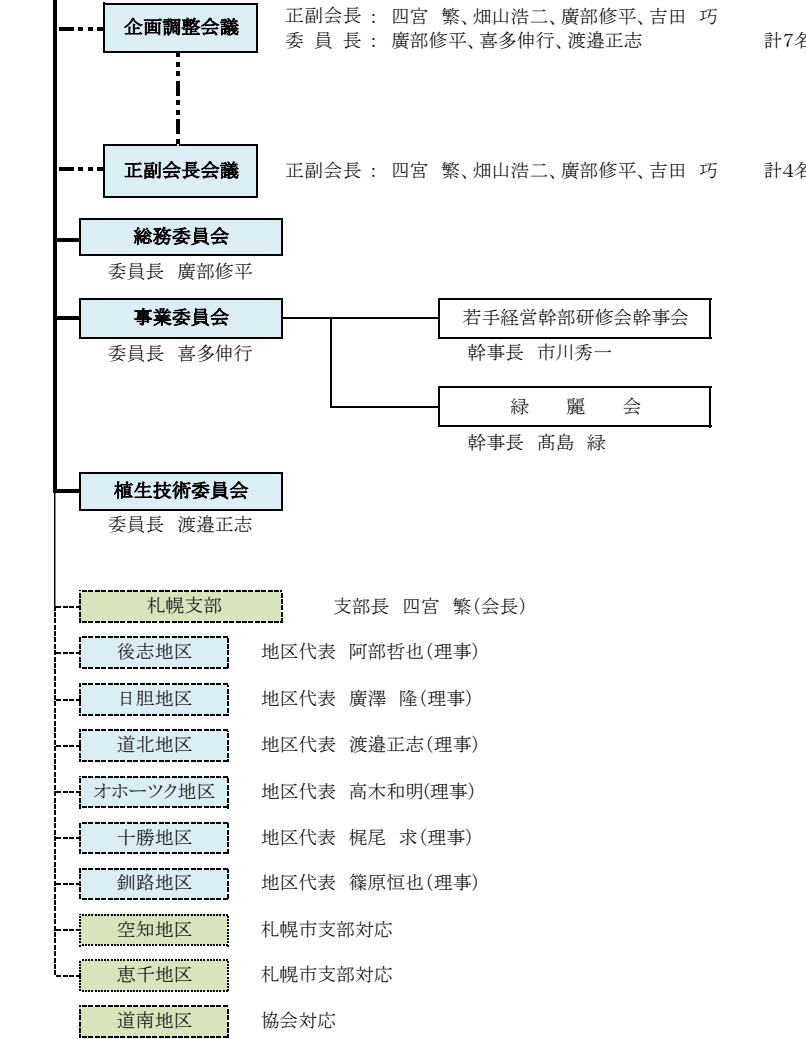 企画調整会議
正副会長： 四宮 繁、畑山浩二、廣部修平、吉田 巧
委 員 長： 廣部修平、喜多伸行、渡邉正志 計7名
正副会長会議
正副会長： 四宮 繁、畑山浩二、廣部修平、吉田 巧 計4名
総務委員会
委員長 廣部修平
事業委員会
委員長 喜多伸行
若手経営幹部研修会幹事会
幹事長 市川秀一
緑 麗 会
幹事長 髙島 緑
植生技術委員会
委員長 渡邉正志
札幌支部 支部長 四宮 繁（会長）
後志地区 地区代表 阿部哲也（理事）
日胆地区 地区代表 廣澤 隆（理事）
道北地区 地区代表 渡邉正志（理事）
オホーツク地区 地区代表 高木和明(理事）
十勝地区 地区代表 梶尾 求（理事）
釧路地区 地区代表 篠原恒也（理事）
空知地区 札幌市支部対応
恵千地区 札幌市支部対応
道南地区 協会対応